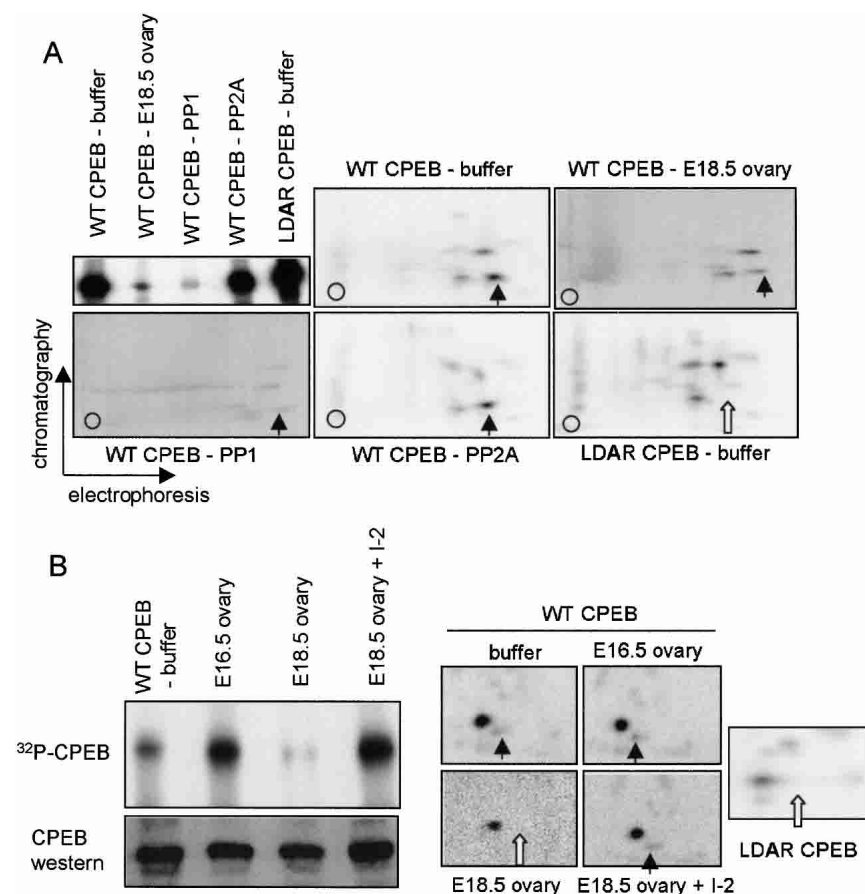 A
WT CPEB - buffer
WT CPEB - E18.5 ovary
WT CPEB - PP1
WT CPEB - PP2A
LDAR CPEB - buffer
WT CPEB - buffer
WT CPEB - E18.5 ovary
chromatography
WT CPEB - PP1
WT CPEB - PP2A
LDAR CPEB - buffer
electrophoresis
B
WT CPEB
- buffer
E16.5 ovary
E18.5 ovary
E18.5 ovary + I-2
WT CPEB
buffer
E16.5 ovary
32P-CPEB
CPEB
western
LDAR CPEB
E18.5 ovary
E18.5 ovary + I-2